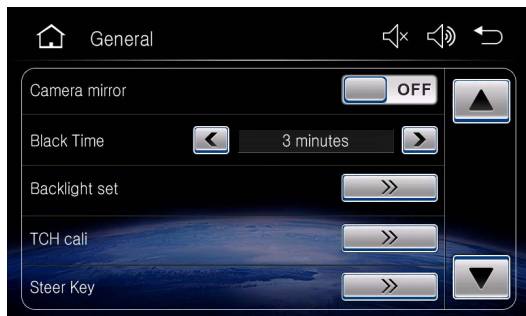 General
Camera mirror
OFF
Black Time
3 minutes
Backlight set
TCH cali
Steer Key